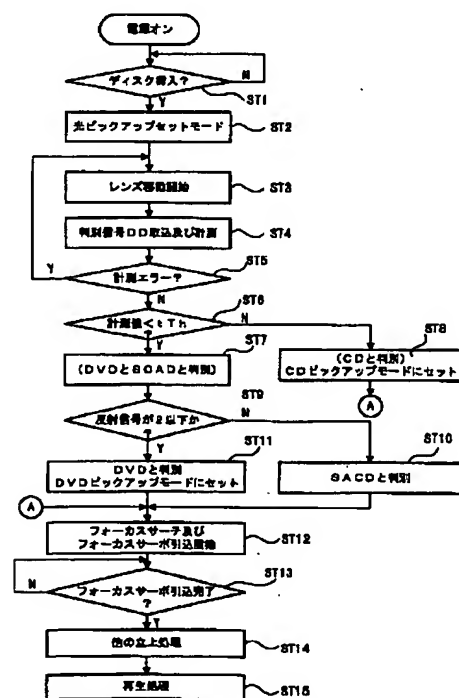 電源オン
ディスク挿入?
N
ST1
Y
光ピックアップセットモード
ST2
レンズ移動開始
ST3
判別信号DD取込及び計測
ST4
計測エラー?
ST5
Y
N
計測値<tTh
ST6
N
Y
ST7
(DVDとSCADと判別)
ST8
(CDと判別)
CDピックアップモードにセット
A
ST9
反射信号が2以下か
N
Y
ST11
DVDと判別
DVDピックアップモードにセット
ST10
SACDと判別
A
フォーカスサーチ及び
フォーカスサーボ引込開始
ST12
フォーカスサーボ引込完了
?
ST13
N
Y
他の立上処理
ST14
再生処理
ST15